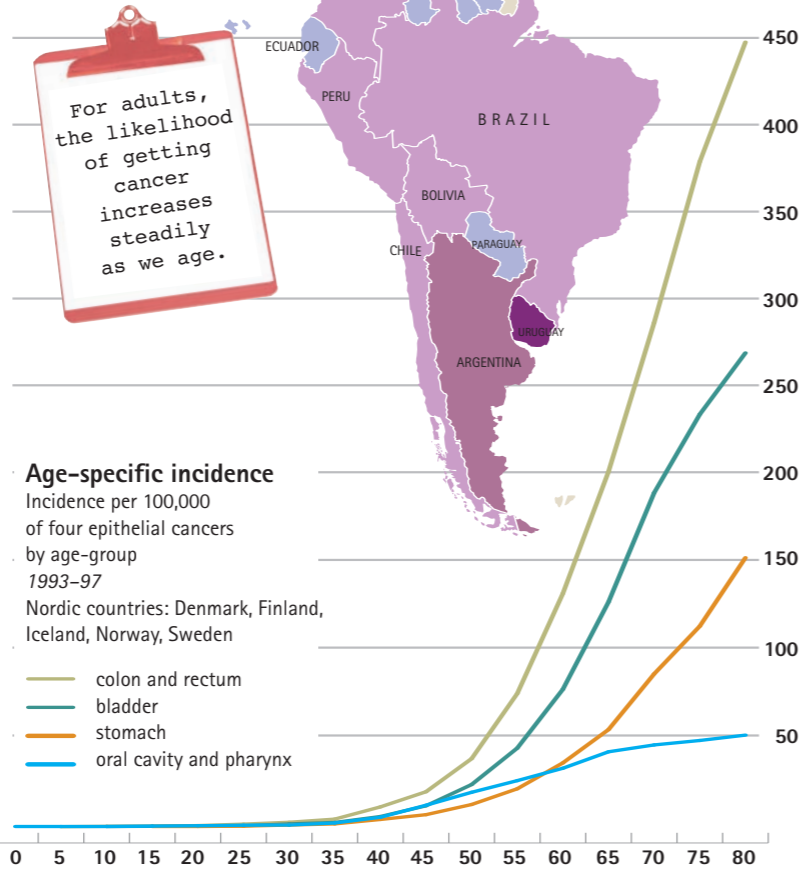 For adults,
the likelihood
of getting
cancer
increases
steadily
as we age.
ECUADOR
PERU
BRAZIL
BOLIVIA
PARAGUAY
CHILE
URUGUAY
ARGENTINA
450
400
350
300
250
200
150
100
50
Age-specific incidence
Incidence per 100,000
of four epithelial cancers
by age-group
1993–97
Nordic countries: Denmark, Finland,
Iceland, Norway, Sweden
colon and rectum
bladder
stomach
oral cavity and pharynx
0 5 10 15 20 25 30 35 40 45 50 55 60 65 70 75 80